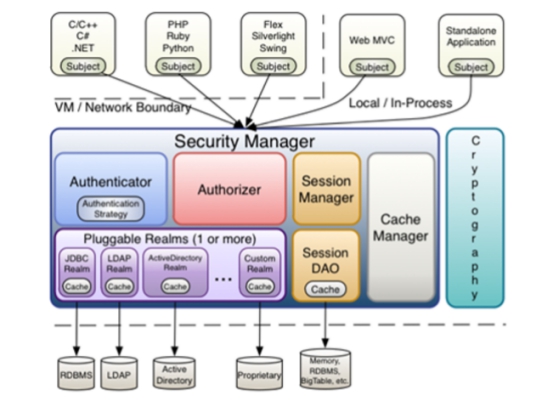 C/C++
C#
.NET
Subject
PHP
Ruby
Python
Subject
Flex
Silverlight
Swing
Subject
Web MVC
Subject
Standalone
Application
Subject
VM / Network Boundary
Local / In-Process
Security Manager
Authenticator
Authentication
Strategy
Authorizer
Session
Manager
Cache
Manager
Cryptography
Pluggable Realms (1 or more)
JDBC
Realm
Cache
LDAP
Realm
Cache
ActiveDirectory
Realm
Cache
...
Custom
Realm
Cache
Session
DAO
Cache
RDBMS
LDAP
Active
Directory
Proprietary
Memory,
RDBMS,
BigTable, etc.